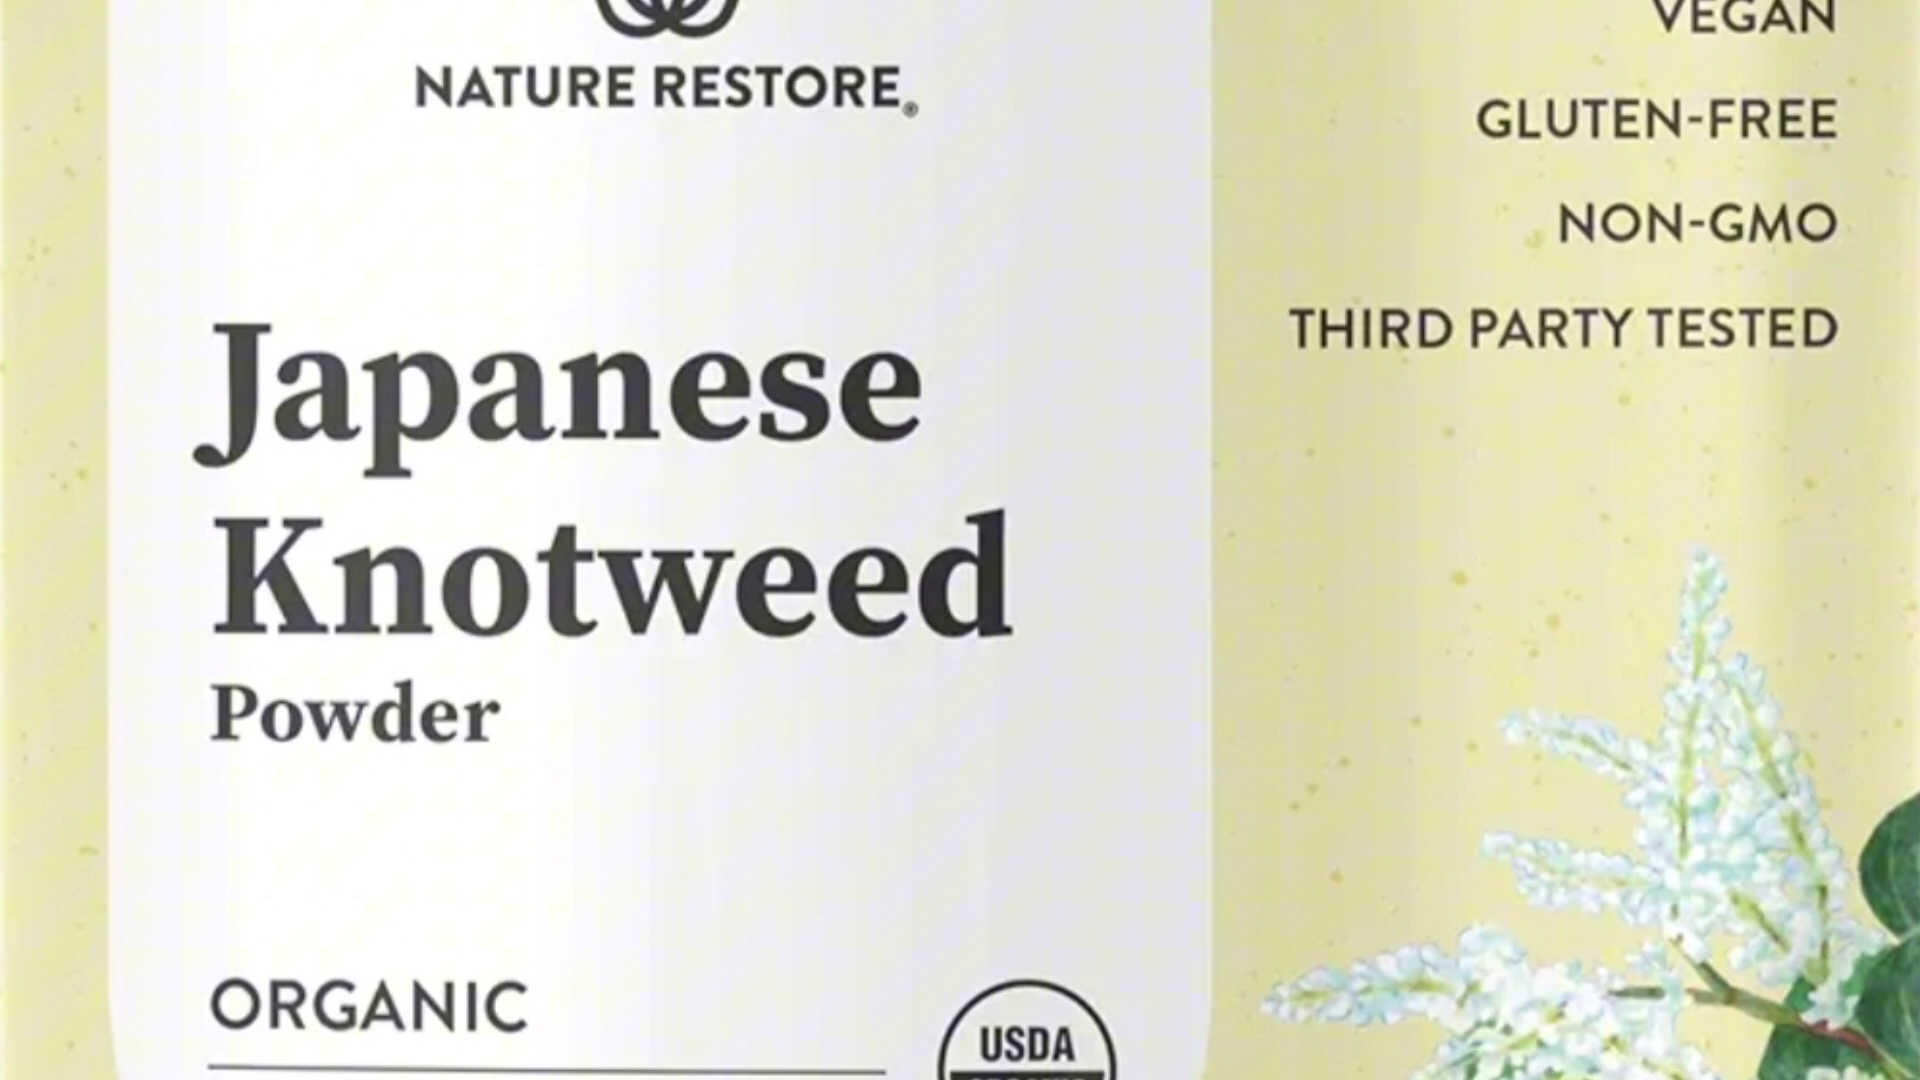 NATURE RESTORE®
Japanese
Knotweed
Powder
ORGANIC
USDA
VEGAN
GLUTEN-FREE
NON-GMO
THIRD PARTY TESTED